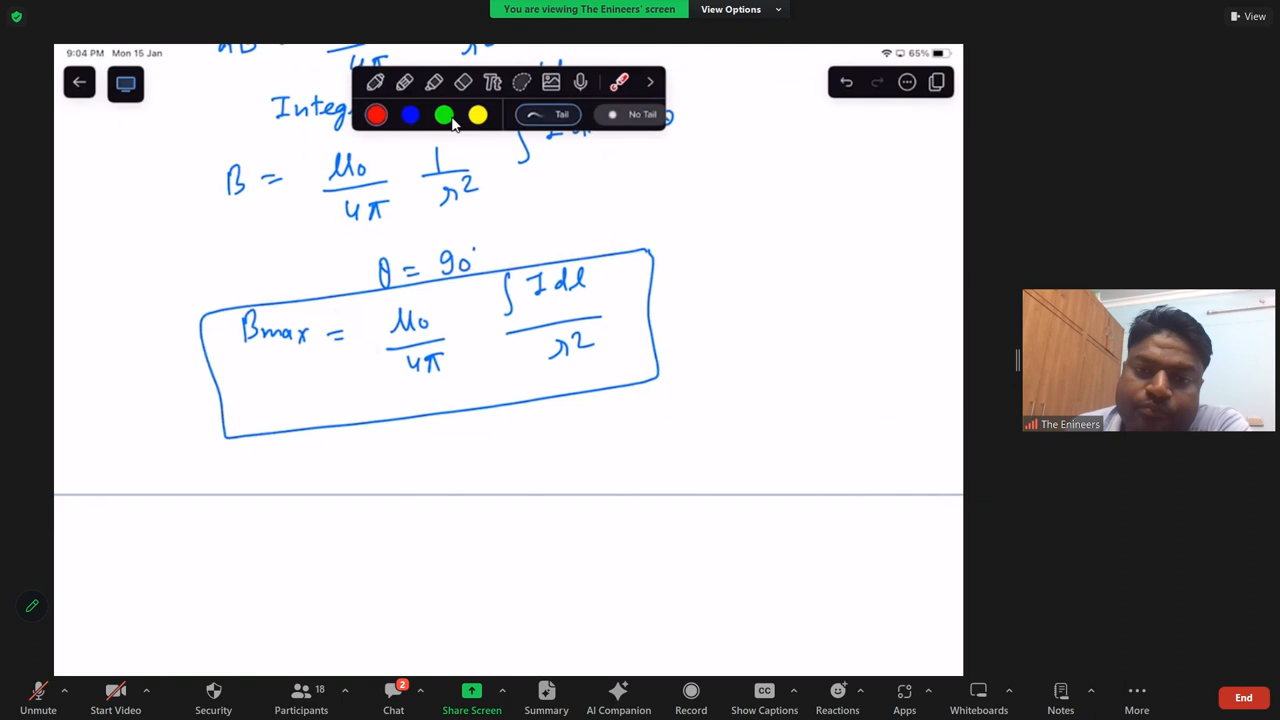 You are viewing The Enineers' screen
View Options
View
9:04 PM Mon 15 Jan
65%
Tail
No Tail
B = μ₀/4π 1/r² ∫
θ = 90°
Bmax = μ₀/4π ∫ I dl / r²
The Enineers
Unmute
Start Video
Security
18
Participants
2
Chat
Share Screen
Summary
AI Companion
Record
CC
Show Captions
Reactions
Apps
Whiteboards
Notes
More
End